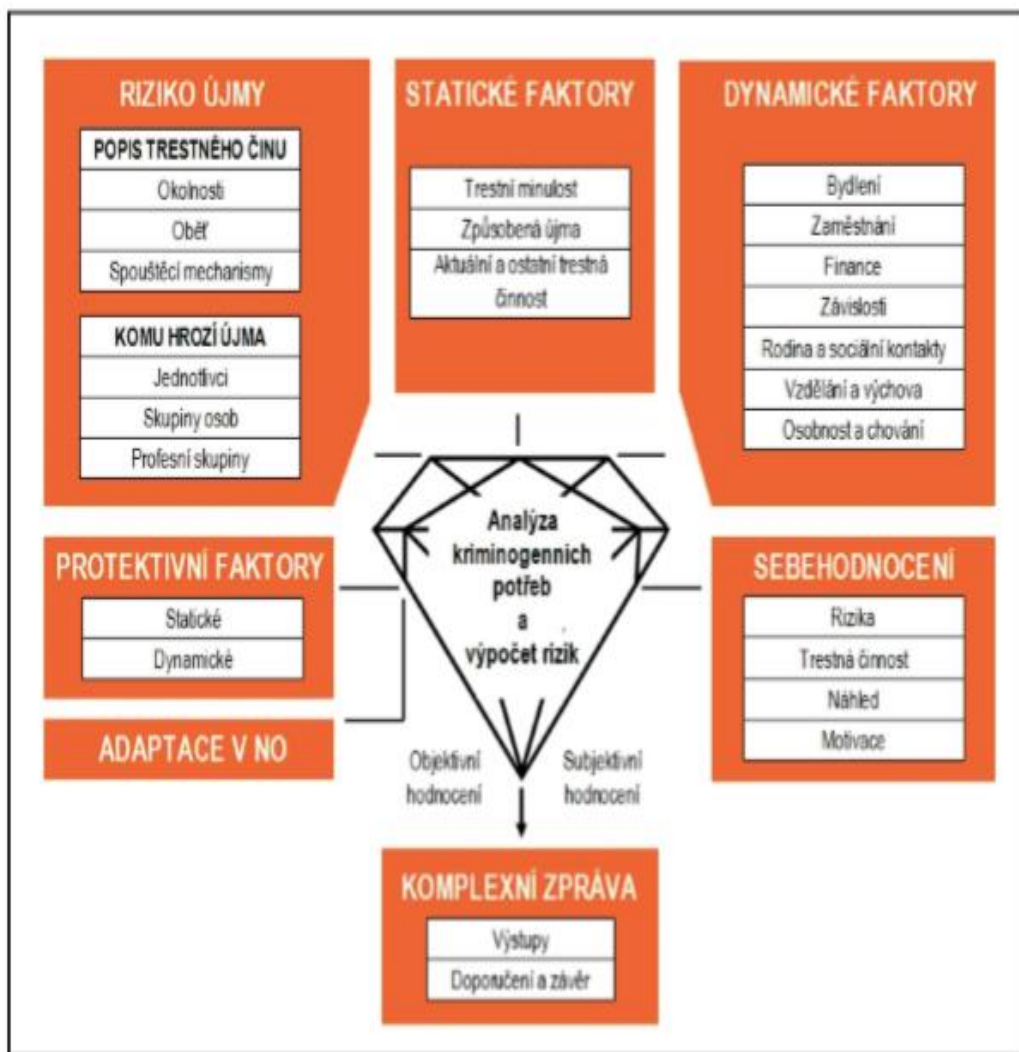 RIZIKO ÚJMY
POPIS TRESTNÉHO ČINU
Okolnosti
Oběť
Spouštěcí mechanismy
KOMU HROZÍ ÚJMA
Jednotlivci
Skupiny osob
Profesní skupiny
STATICKÉ FAKTORY
Trestní minulost
Způsobená újma
Aktuální a ostatní trestná
činnost
DYNAMICKÉ FAKTORY
Bydlení
Zaměstnání
Finance
Závislosti
Rodina a sociální kontakty
Vzdělání a výchova
Osobnost a chování
Analýza
kriminogenních
potřeb
a
výpočet rizik
PROTEKTIVNÍ FAKTORY
Statické
Dynamické
ADAPTACE V NO
SEBEHODNOCENÍ
Rizika
Trestná činnost
Náhled
Motivace
Objektivní
hodnocení
Subjektivní
hodnocení
KOMPLEXNÍ ZPRÁVA
Výstupy
Doporučení a závěr